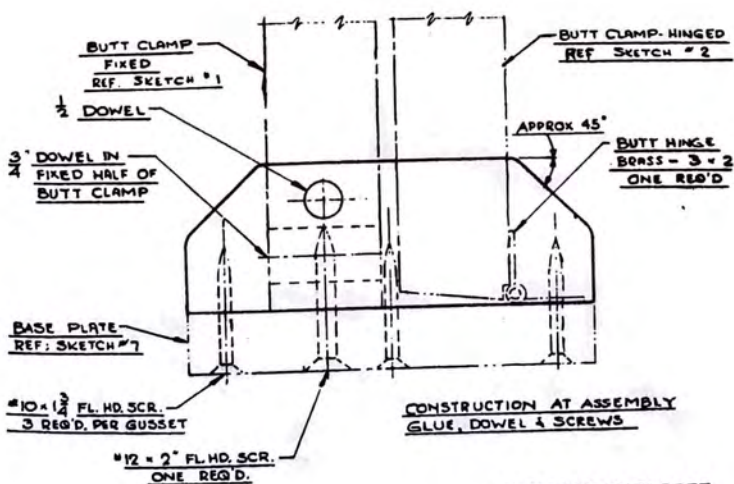 BUTT CLAMP
FIXED
REF. SKETCH #1
1/2 DOWEL
3/4" DOWEL IN
FIXED HALF OF
BUTT CLAMP
BASE PLATE
REF: SKETCH #7
#10 x 1 3/4 FL. HD. SCR.
3 REQ'D. PER GUSSET
#12 x 2" FL. HD. SCR.
ONE REQ'D.
BUTT CLAMP-HINGED
REF SKETCH #2
APPROX 45°
BUTT HINGE
BRASS - 3 x 2
ONE REQ'D
CONSTRUCTION AT ASSEMBLY
GLUE, DOWEL & SCREWS